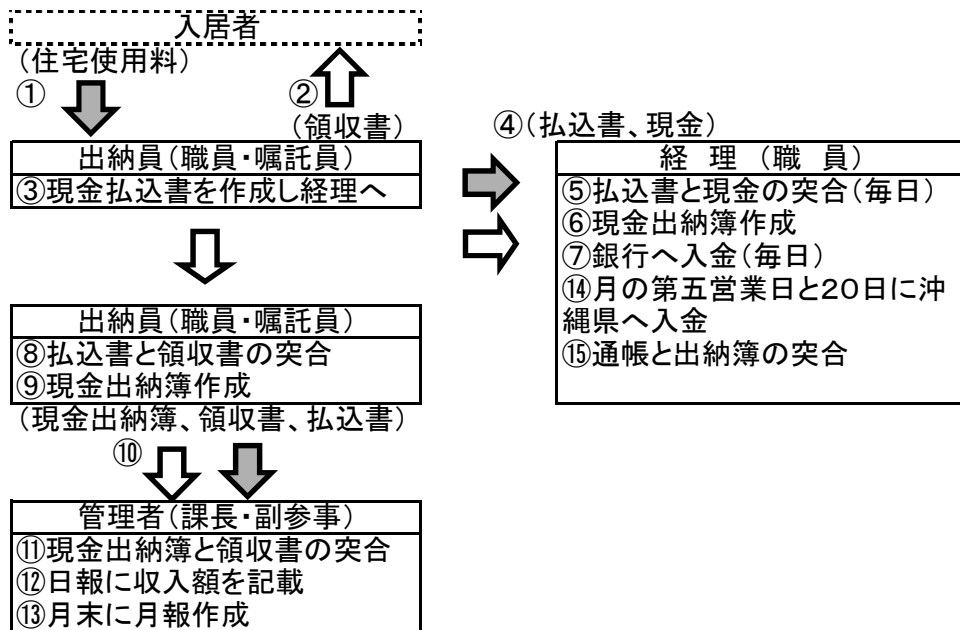 入居者
(住宅使用料)
① ②
(領収書)
出納員(職員・嘱託員)
③現金払込書を作成し経理へ
④(払込書、現金)
経 理 (職 員)
⑤払込書と現金の突合(毎日)
⑥現金出納簿作成
⑦銀行へ入金(毎日)
⑭月の第五営業日と20日に沖
縄県へ入金
⑮通帳と出納簿の突合
出納員(職員・嘱託員)
⑧払込書と領収書の突合
⑨現金出納簿作成
(現金出納簿、領収書、払込書)
⑩
管理者(課長・副参事)
⑪現金出納簿と領収書の突合
⑫日報に収入額を記載
⑬月末に月報作成